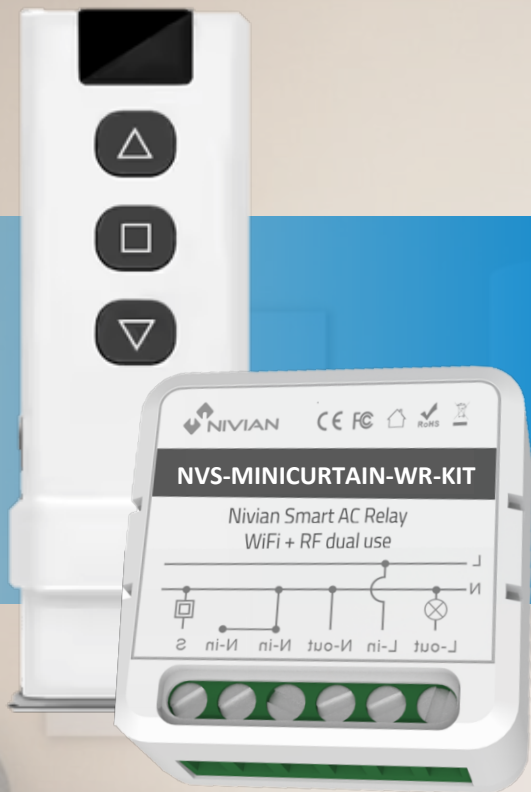 NIVIAN CE FC RoHS
NVS-MINICURTAIN-WR-KIT
Nivian Smart AC Relay
WiFi + RF dual use
L
N
S N-in N-in N-out L-in L-out